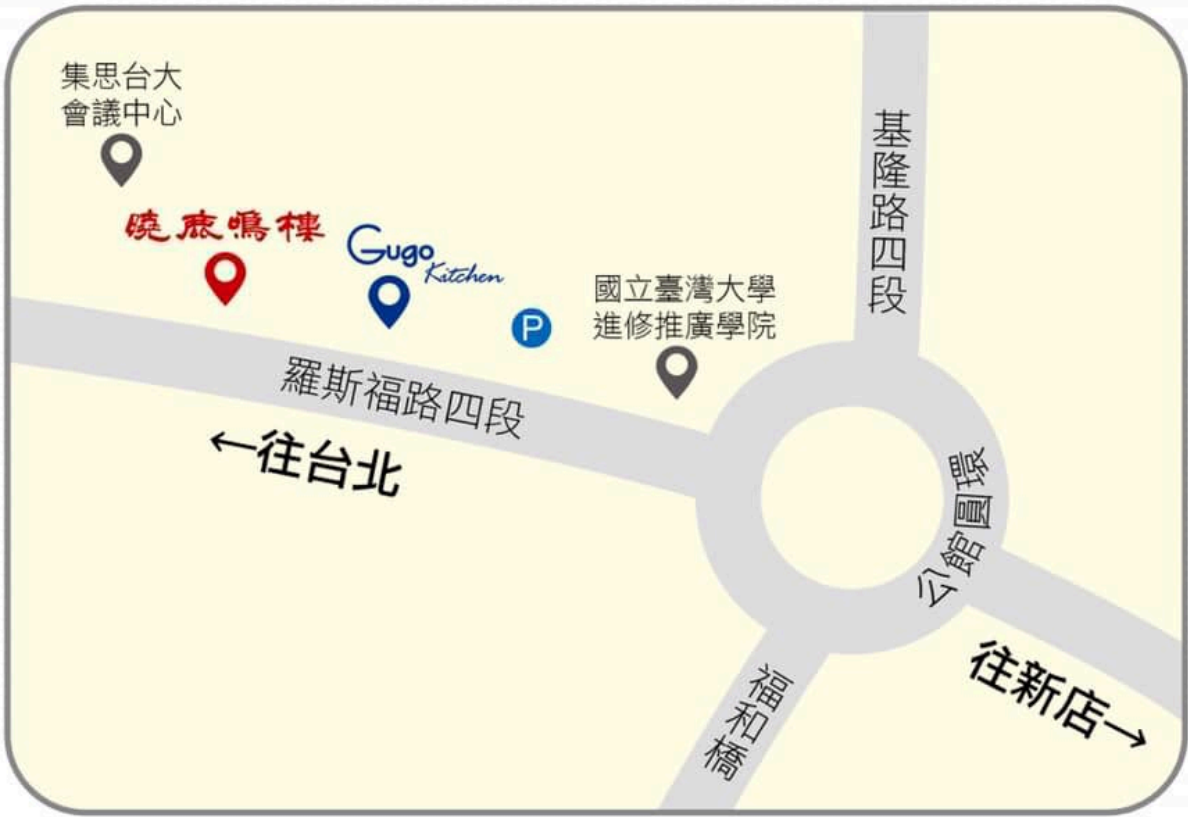 集思台大
會議中心
曉鹿鳴樓
Gugo
Kitchen
P
國立臺灣大學
進修推廣學院
基隆路四段
羅斯福路四段
←往台北
公館圓環
往新店→
福和橋